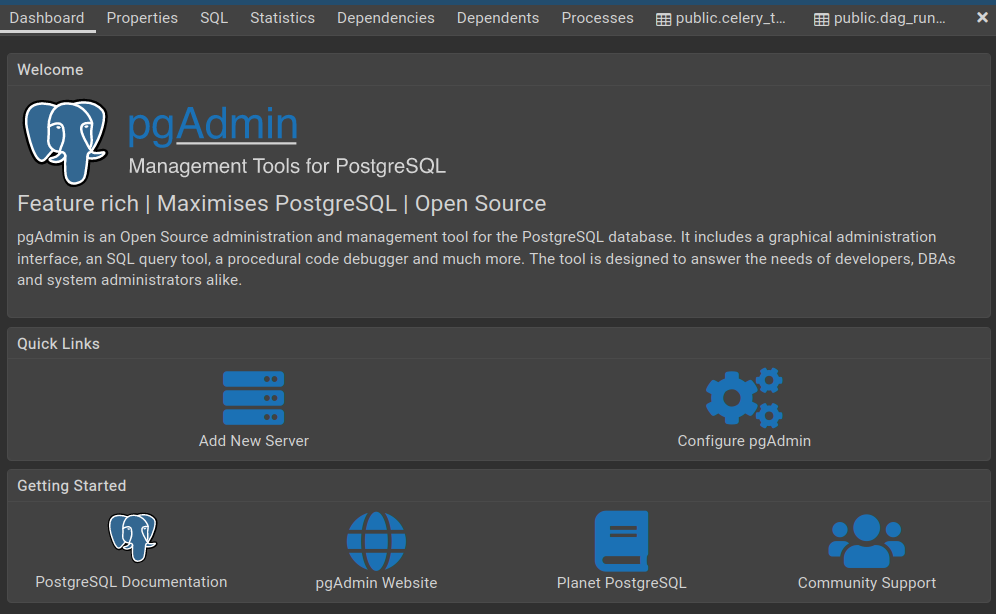 Dashboard Properties SQL Statistics Dependencies Dependents Processes public.celery_t... public.dag_run...
Welcome
pgAdmin
Management Tools for PostgreSQL
Feature rich | Maximises PostgreSQL | Open Source
pgAdmin is an Open Source administration and management tool for the PostgreSQL database. It includes a graphical administration
interface, an SQL query tool, a procedural code debugger and much more. The tool is designed to answer the needs of developers, DBAs
and system administrators alike.
Quick Links
Add New Server Configure pgAdmin
Getting Started
PostgreSQL Documentation pgAdmin Website Planet PostgreSQL Community Support